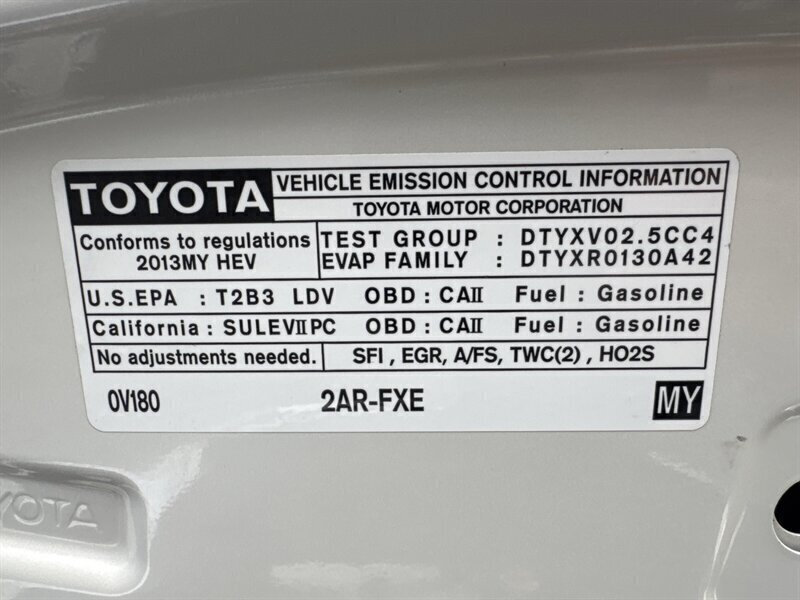 TOYOTA
VEHICLE EMISSION CONTROL INFORMATION
TOYOTA MOTOR CORPORATION
Conforms to regulations
2013MY HEV
TEST GROUP : DTYXV02.5CC4
EVAP FAMILY : DTYXR0130A42
U.S.EPA : T2B3 LDV OBD : CAⅡ Fuel : Gasoline
California : SULEVⅡPC OBD : CAⅡ Fuel : Gasoline
No adjustments needed.
SFI , EGR, A/FS, TWC(2) , HO2S
0V180
2AR-FXE
MY
TOYOTA